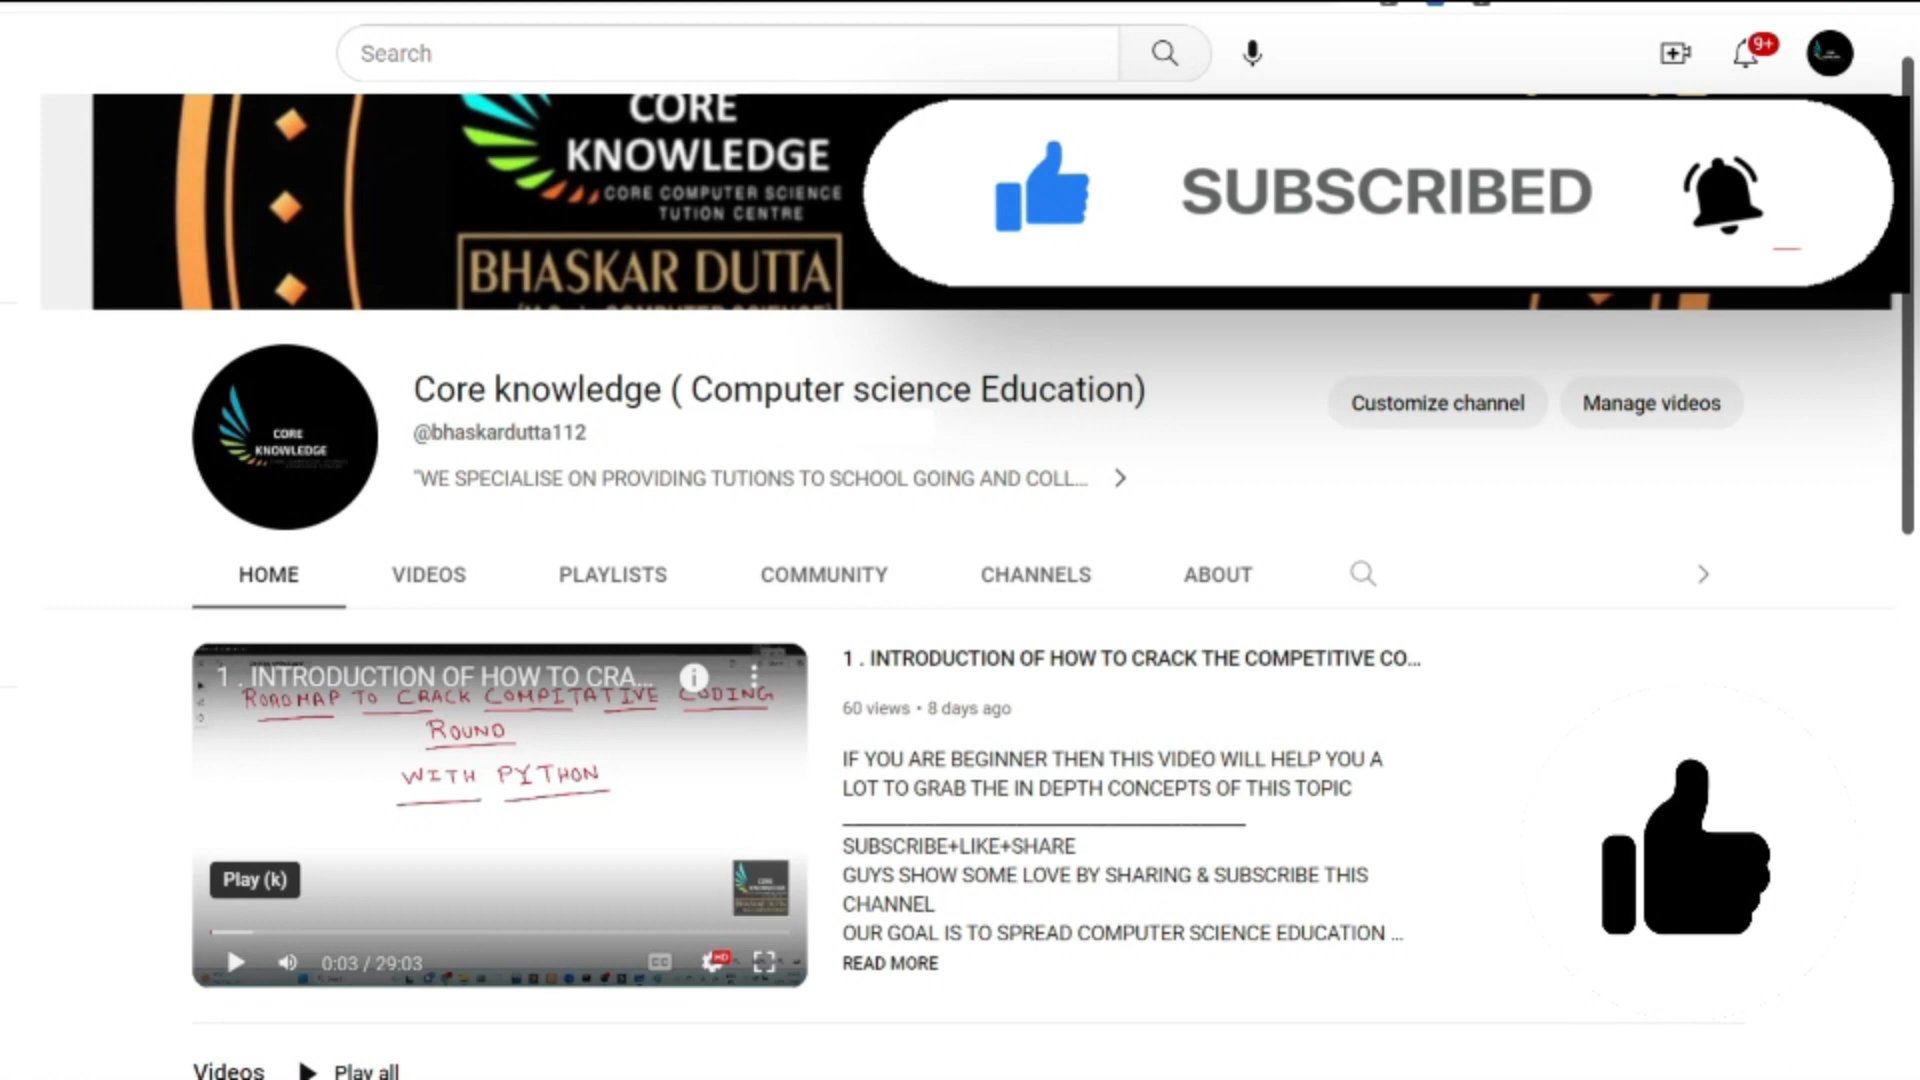 Search
9+
CORE
KNOWLEDGE
CORE COMPUTER SCIENCE
TUTION CENTRE
BHASKAR DUTTA
SUBSCRIBED
CORE
KNOWLEDGE
Core knowledge ( Computer science Education)
@bhaskardutta112
"WE SPECIALISE ON PROVIDING TUTIONS TO SCHOOL GOING AND COLL...
Customize channel
Manage videos
HOME VIDEOS PLAYLISTS COMMUNITY CHANNELS ABOUT
1 . INTRODUCTION OF HOW TO CRA...
ROADMAP TO CRACK COMPITATIVE CODING
ROUND
WITH PYTHON
Play (k)
0:03 / 29:03
CC
HD
1 . INTRODUCTION OF HOW TO CRACK THE COMPETITIVE CO...
60 views • 8 days ago
IF YOU ARE BEGINNER THEN THIS VIDEO WILL HELP YOU A
LOT TO GRAB THE IN DEPTH CONCEPTS OF THIS TOPIC
SUBSCRIBE+LIKE+SHARE
GUYS SHOW SOME LOVE BY SHARING & SUBSCRIBE THIS
CHANNEL
OUR GOAL IS TO SPREAD COMPUTER SCIENCE EDUCATION ...
READ MORE
Videos
Play all